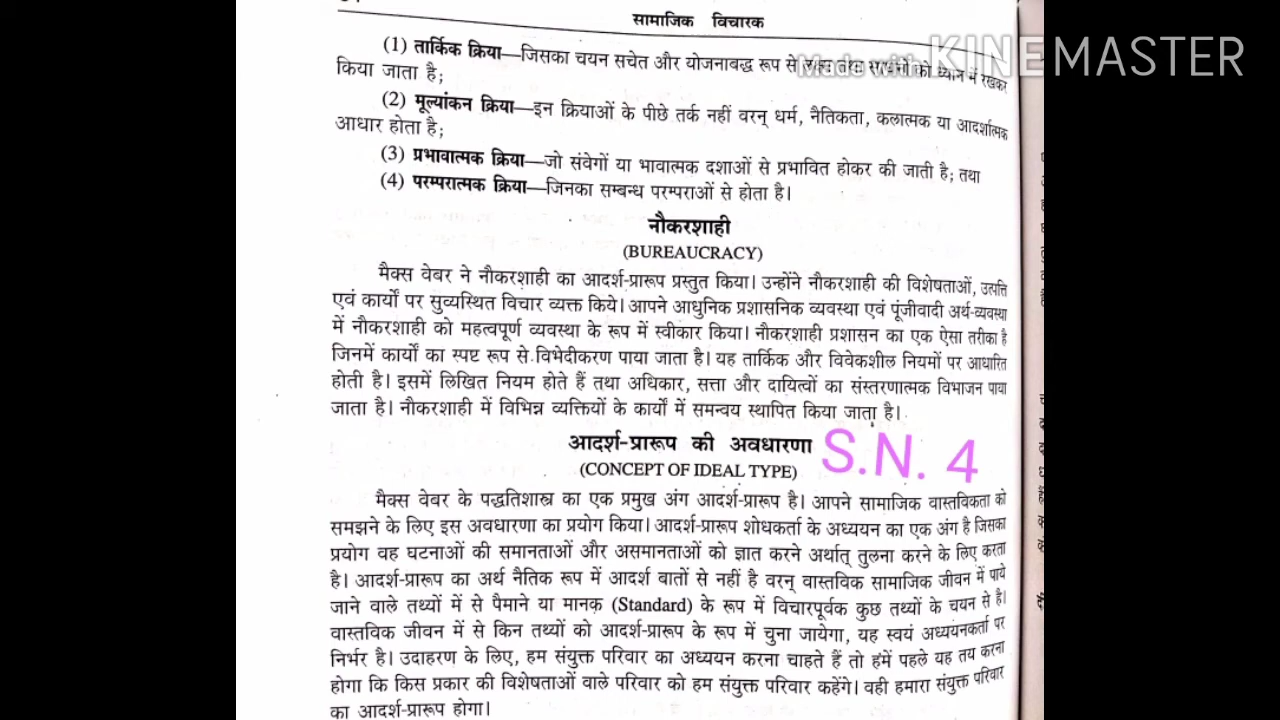 सामाजिक विचारक
Made with KINEMASTER
(1) तार्किक क्रिया—जिसका चयन सचेत और योजनाबद्ध रूप से लक्ष्य तथा साधनों को ध्यान में रखकर
किया जाता है;
(2) मूल्यांकन क्रिया—इन क्रियाओं के पीछे तर्क नहीं वरन् धर्म, नैतिकता, कलात्मक या आदर्शात्मक
आधार होता है;
(3) प्रभावात्मक क्रिया—जो संवेगों या भावात्मक दशाओं से प्रभावित होकर की जाती है; तथा
(4) परम्परात्मक क्रिया—जिनका सम्बन्ध परम्पराओं से होता है।
नौकरशाही
(BUREAUCRACY)
मैक्स वेबर ने नौकरशाही का आदर्श-प्रारूप प्रस्तुत किया। उन्होंने नौकरशाही की विशेषताओं, उत्पत्ति
एवं कार्यों पर सुव्यस्थित विचार व्यक्त किये। आपने आधुनिक प्रशासनिक व्यवस्था एवं पूंजीवादी अर्थ-व्यवस्था
में नौकरशाही को महत्वपूर्ण व्यवस्था के रूप में स्वीकार किया। नौकरशाही प्रशासन का एक ऐसा तरीका है
जिनमें कार्यों का स्पष्ट रूप से विभेदीकरण पाया जाता है। यह तार्किक और विवेकशील नियमों पर आधारित
होती है। इसमें लिखित नियम होते हैं तथा अधिकार, सत्ता और दायित्वों का संस्तरणात्मक विभाजन पाया
जाता है। नौकरशाही में विभिन्न व्यक्तियों के कार्यों में समन्वय स्थापित किया जाता है।
आदर्श-प्रारूप की अवधारणा S.N. 4
(CONCEPT OF IDEAL TYPE)
मैक्स वेबर के पद्धतिशास्त्र का एक प्रमुख अंग आदर्श-प्रारूप है। आपने सामाजिक वास्तविकता को
समझने के लिए इस अवधारणा का प्रयोग किया। आदर्श-प्रारूप शोधकर्ता के अध्ययन का एक अंग है जिसका
प्रयोग वह घटनाओं की समानताओं और असमानताओं को ज्ञात करने अर्थात् तुलना करने के लिए करता
है। आदर्श-प्रारूप का अर्थ नैतिक रूप में आदर्श बातों से नहीं है वरन् वास्तविक सामाजिक जीवन में पाये
जाने वाले तथ्यों में से पैमाने या मानक (Standard) के रूप में विचारपूर्वक कुछ तथ्यों के चयन से है।
वास्तविक जीवन में से किन तथ्यों को आदर्श-प्रारूप के रूप में चुना जायेगा, यह स्वयं अध्ययनकर्ता पर
निर्भर है। उदाहरण के लिए, हम संयुक्त परिवार का अध्ययन करना चाहते हैं तो हमें पहले यह तय करना
होगा कि किस प्रकार की विशेषताओं वाले परिवार को हम संयुक्त परिवार कहेंगे। वही हमारा संयुक्त परिवार
का आदर्श-प्रारूप होगा।